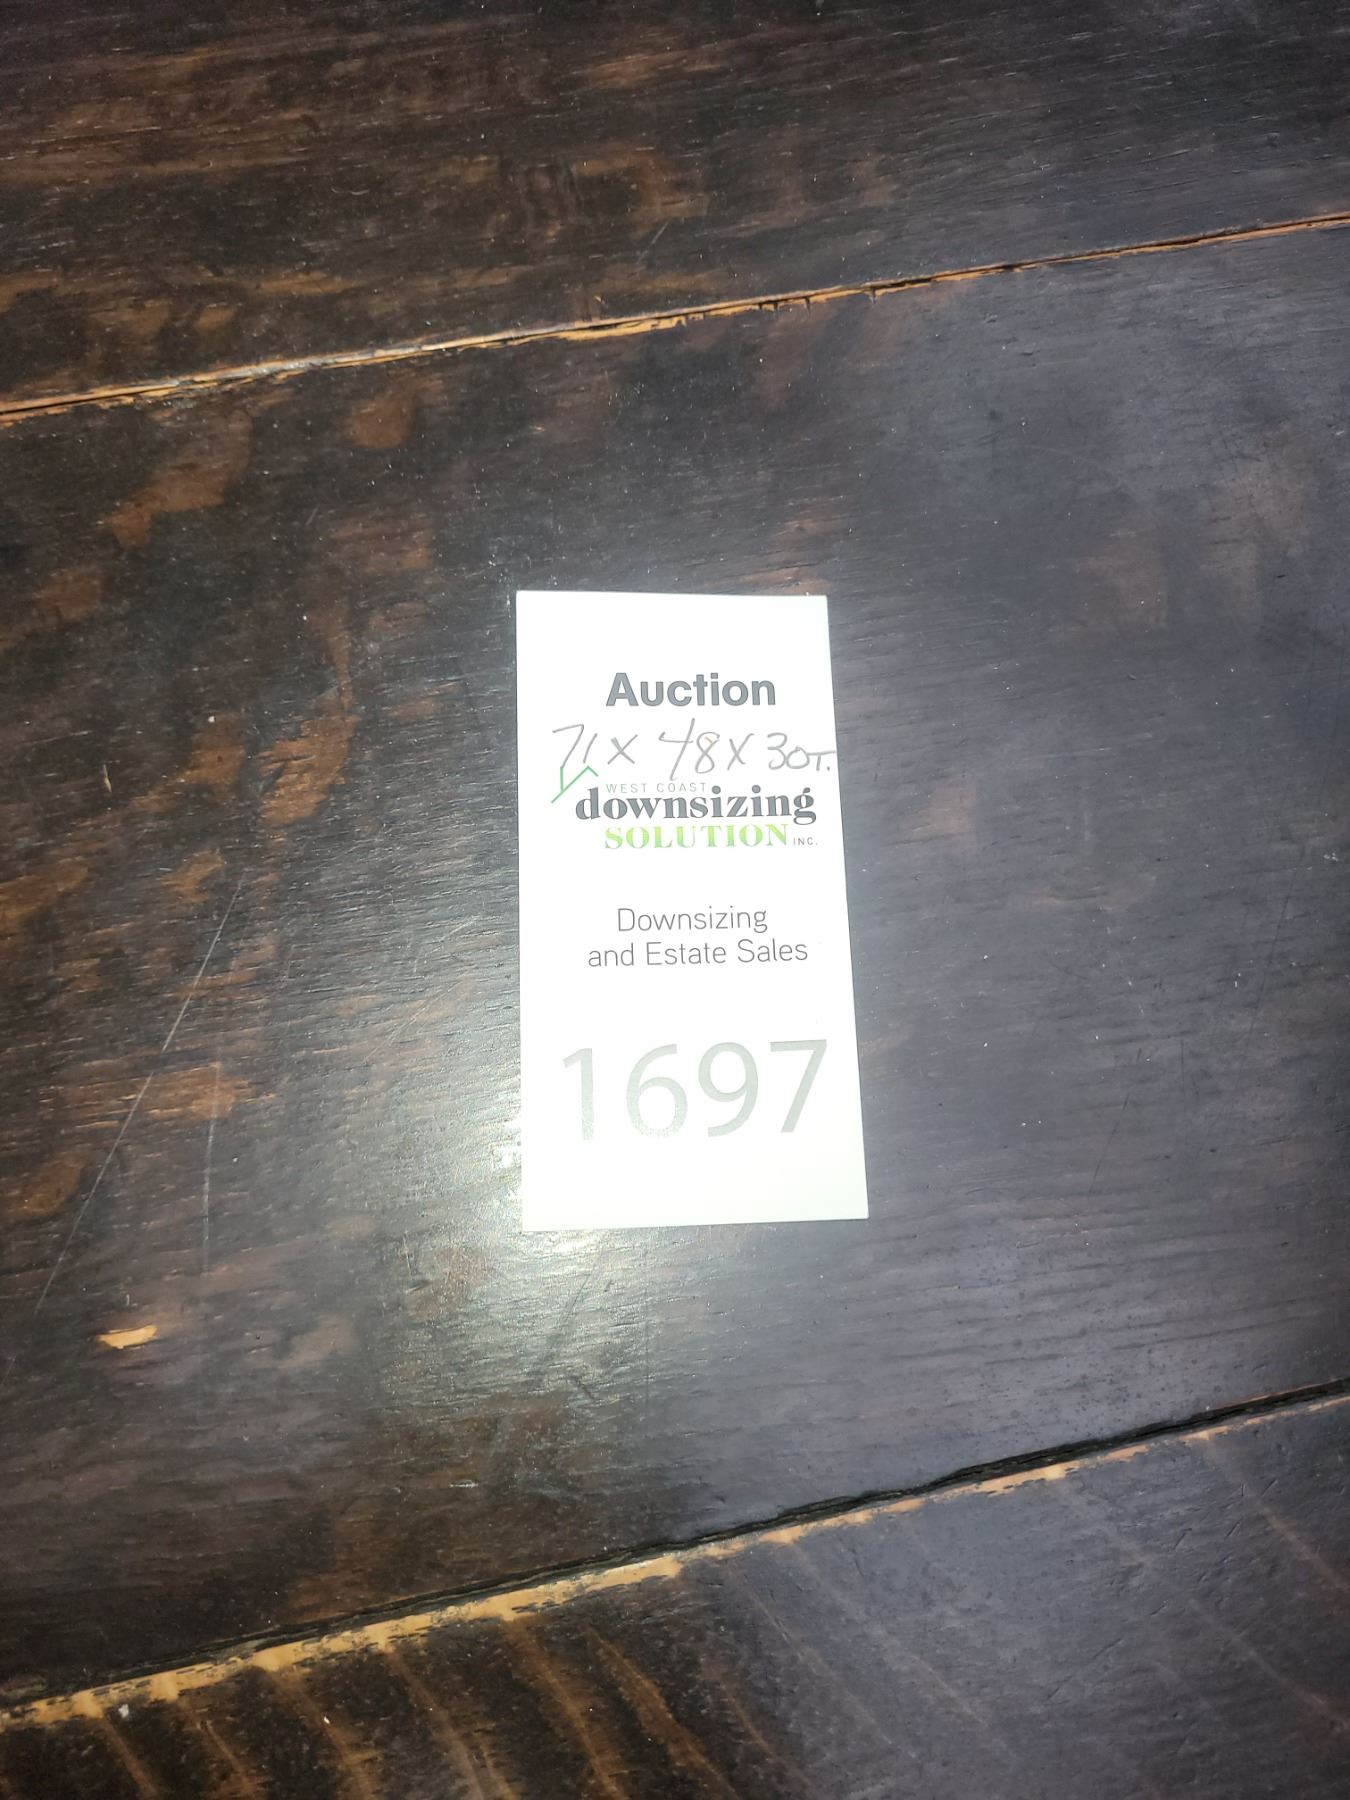 Auction
71 x 48 x 30T.
WEST COAST
downsizing
SOLUTION INC.
Downsizing
and Estate Sales
1697